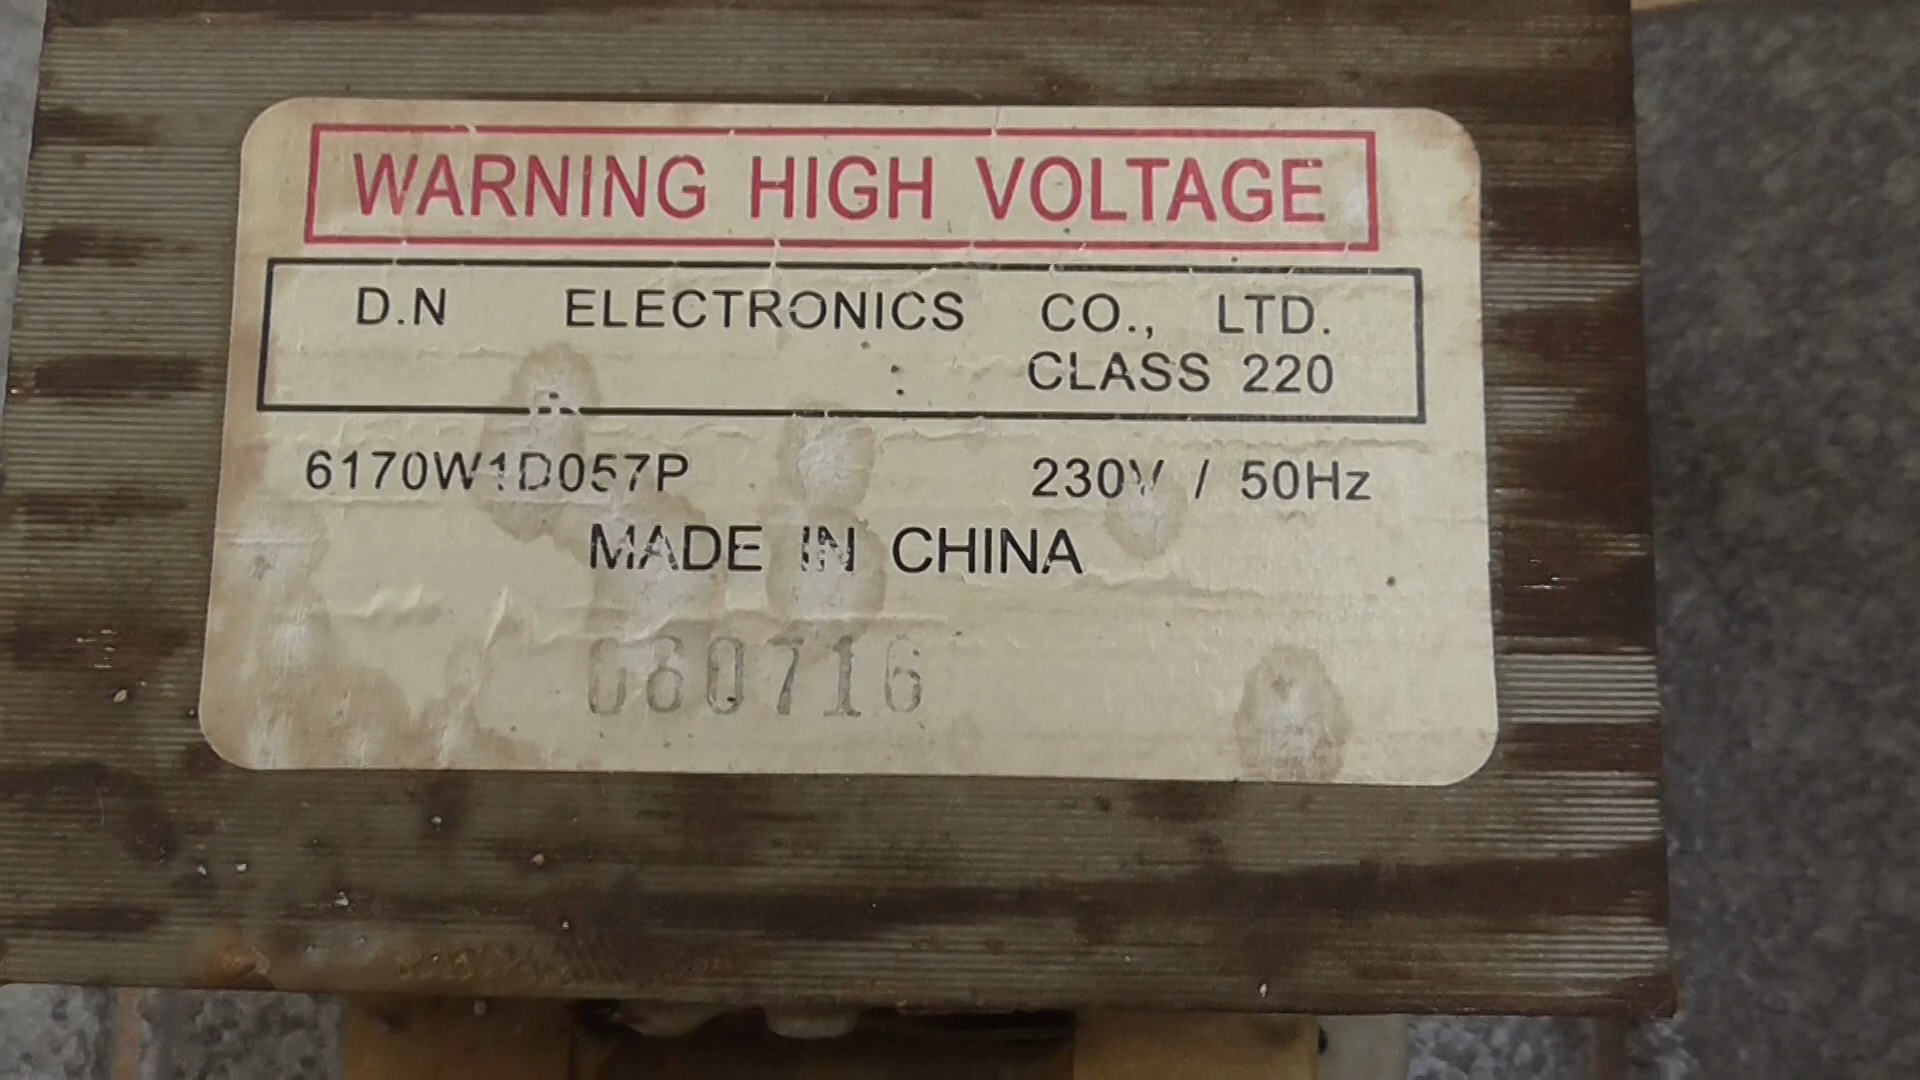 WARNING HIGH VOLTAGE
D.N ELECTRONICS CO., LTD.
: CLASS 220
6170W1D057P 230V / 50Hz
MADE IN CHINA
080716